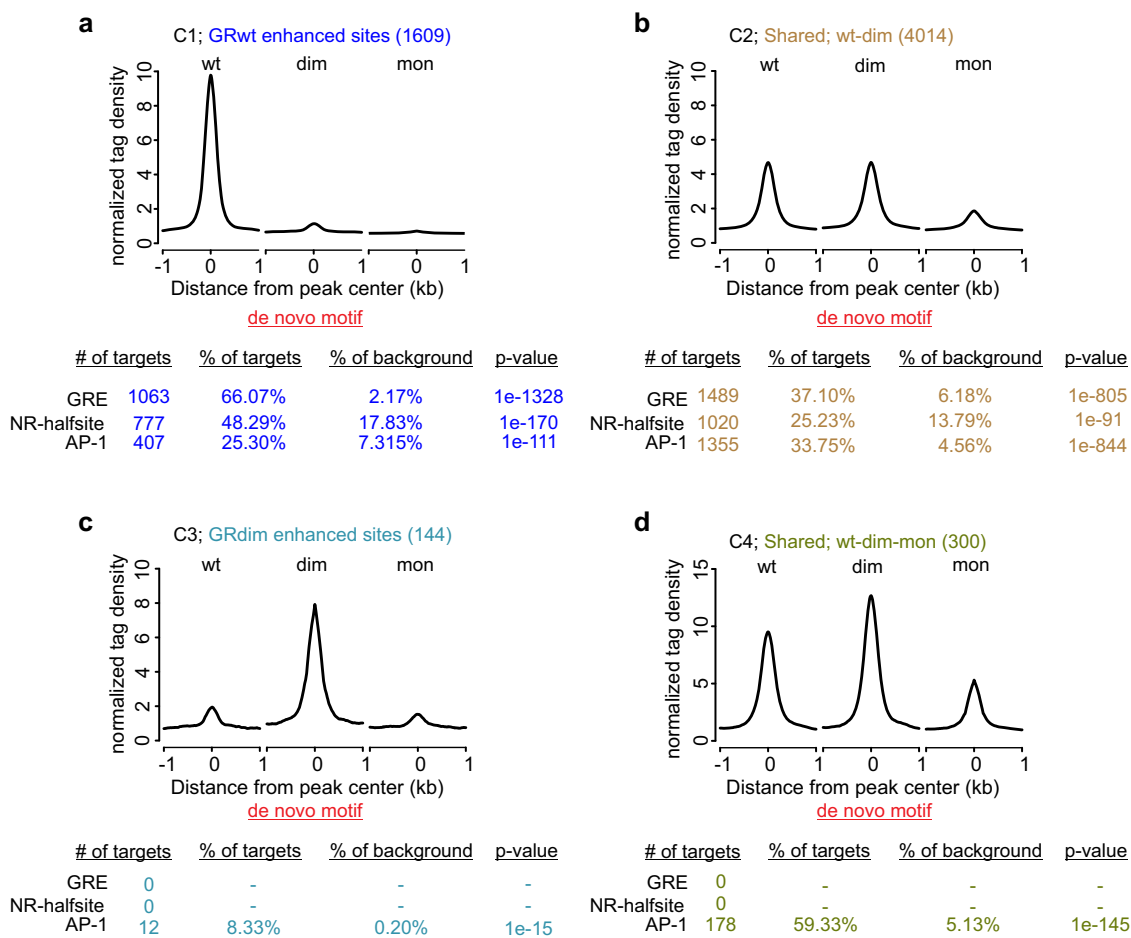 a
C1; GRwt enhanced sites (1609)
wt dim mon
normalized tag density
10
8
6
4
2
0
-1 0 1 0 1 0 1
Distance from peak center (kb)
de novo motif
# of targets % of targets % of background p-value
GRE 1063 66.07% 2.17% 1e-1328
NR-halfsite 777 48.29% 17.83% 1e-170
AP-1 407 25.30% 7.315% 1e-111
b
C2; Shared; wt-dim (4014)
wt dim mon
normalized tag density
10
8
6
4
2
0
-1 0 1 0 1 0 1
Distance from peak center (kb)
de novo motif
# of targets % of targets % of background p-value
GRE 1489 37.10% 6.18% 1e-805
NR-halfsite 1020 25.23% 13.79% 1e-91
AP-1 1355 33.75% 4.56% 1e-844
c
C3; GRdim enhanced sites (144)
wt dim mon
normalized tag density
10
8
6
4
2
0
-1 0 1 0 1 0 1
Distance from peak center (kb)
de novo motif
# of targets % of targets % of background p-value
GRE 0 - - -
NR-halfsite 0 - - -
AP-1 12 8.33% 0.20% 1e-15
d
C4; Shared; wt-dim-mon (300)
wt dim mon
normalized tag density
15
10
5
0
-1 0 1 0 1 0 1
Distance from peak center (kb)
de novo motif
# of targets % of targets % of background p-value
GRE 0 - - -
NR-halfsite 0 - - -
AP-1 178 59.33% 5.13% 1e-145